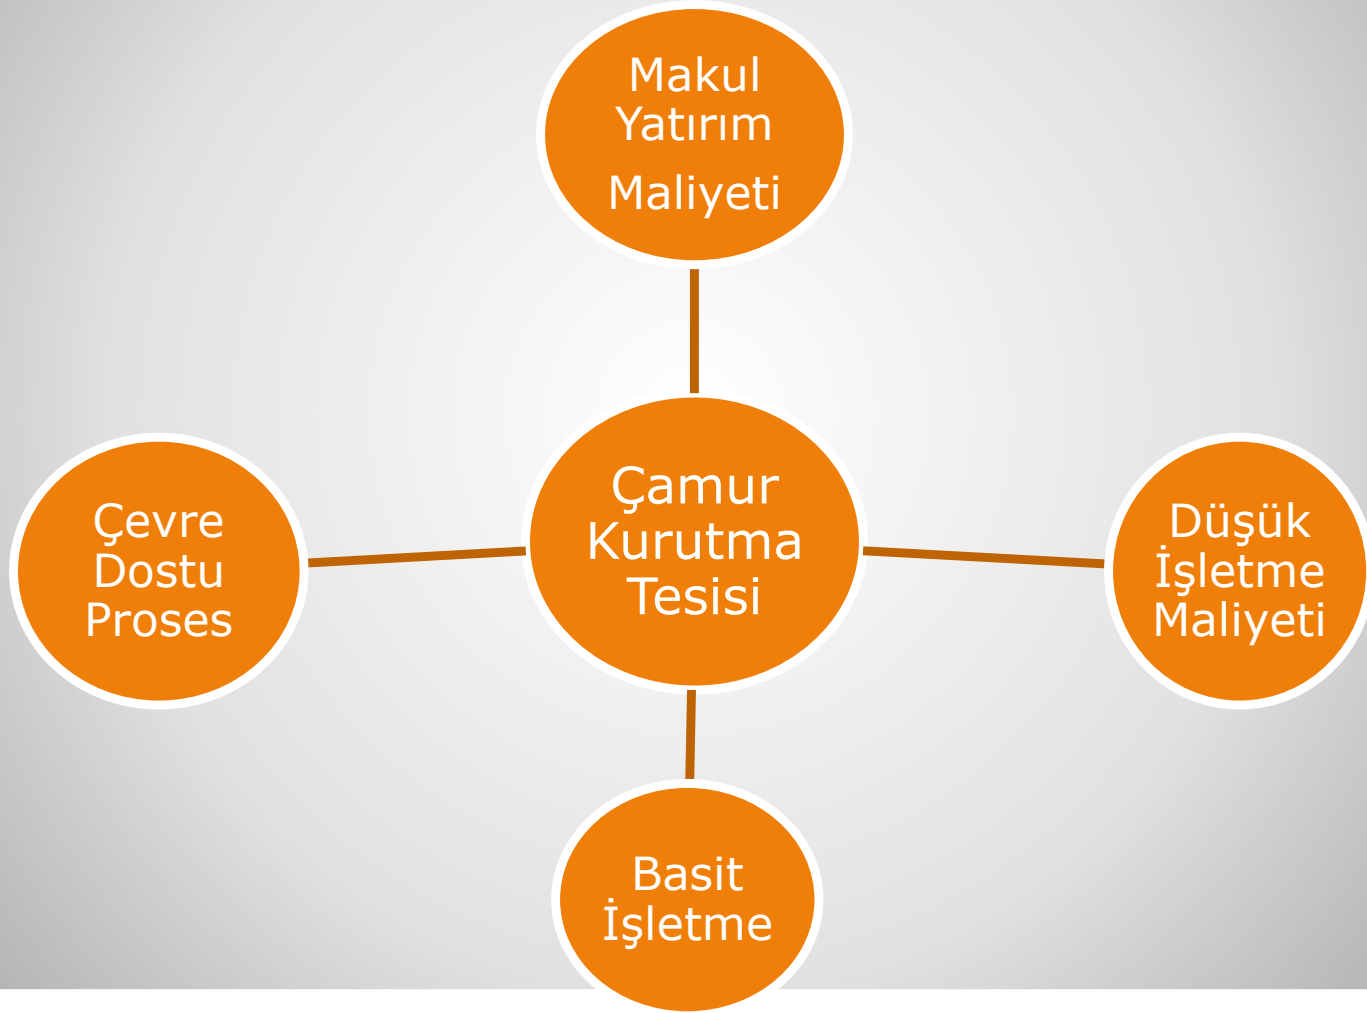 Makul
Yatırım
Maliyeti
Çamur
Kurutma
Tesisi
Çevre
Dostu
Proses
Düşük
İşletme
Maliyeti
Basit
İşletme